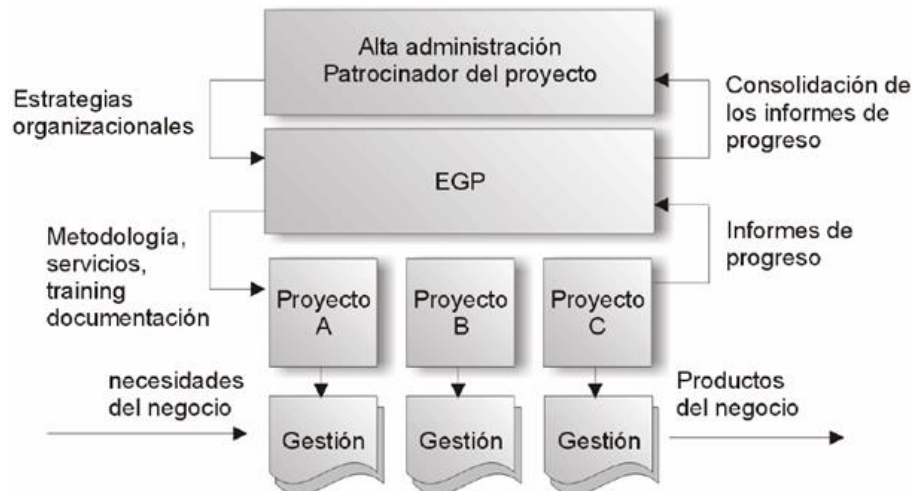 Alta administración
Patrocinador del proyecto
Estrategias
organizacionales
Consolidación de
los informes de
progreso
EGP
Metodología,
servicios,
training
documentación
Informes de
progreso
Proyecto
A
Proyecto
B
Proyecto
C
necesidades
del negocio
Productos
del negocio
Gestión
Gestión
Gestión